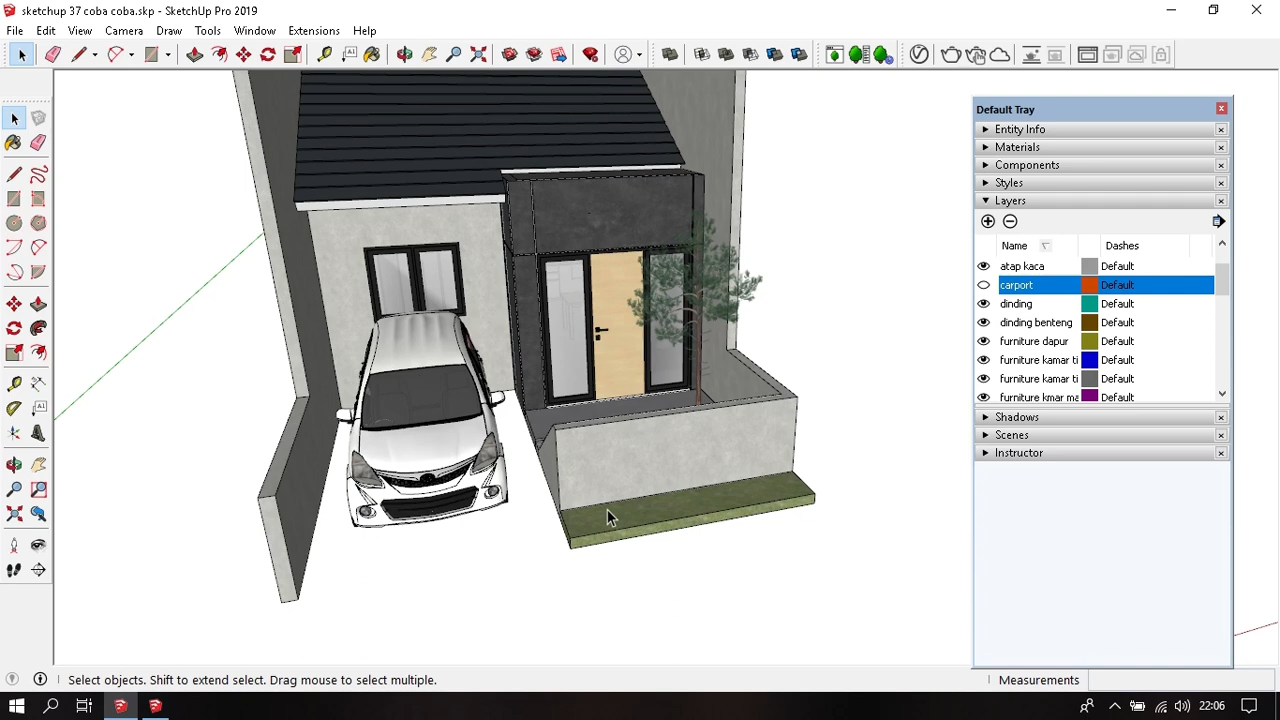 sketchup 37 coba coba.skp - SketchUp Pro 2019
File Edit View Camera Draw Tools Window Extensions Help
Default Tray
Entity Info
Materials
Components
Styles
Layers
Name Dashes
atap kaca Default
carport Default
dinding Default
dinding benteng Default
furniture dapur Default
furniture kamar ti Default
furniture kamar ti Default
furniture kmar ma Default
Shadows
Scenes
Instructor
Select objects. Shift to extend select. Drag mouse to select multiple. Measurements
22:06